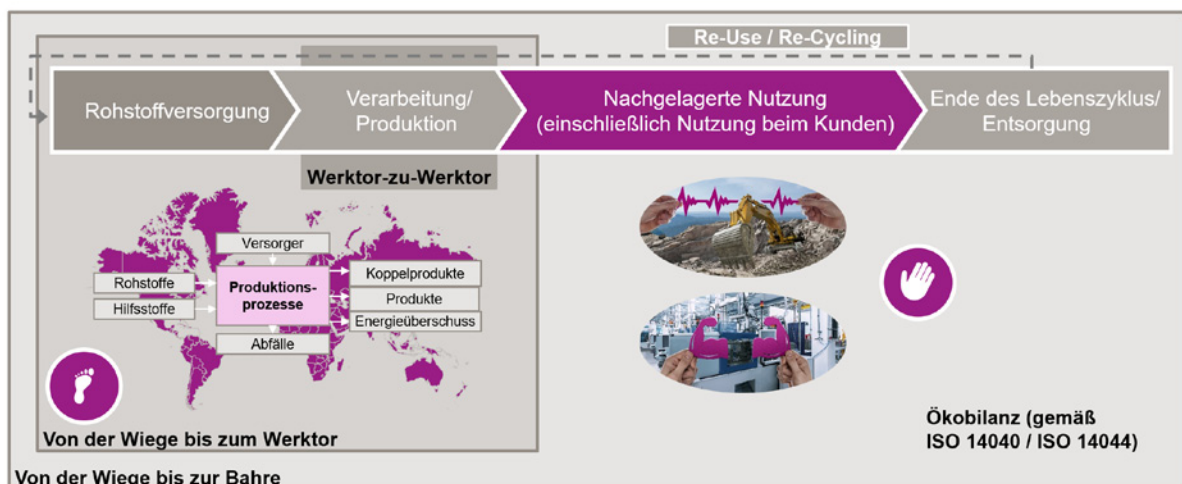 Re-Use / Re-Cycling
Rohstoffversorgung
Verarbeitung/
Produktion
Nachgelagerte Nutzung
(einschließlich Nutzung beim Kunden)
Ende des Lebenszyklus/
Entsorgung
Werktor-zu-Werktor
Versorger
Rohstoffe
Hilfsstoffe
Produktions-
prozesse
Koppelprodukte
Produkte
Energieüberschuss
Abfälle
Von der Wiege bis zum Werktor
Ökobilanz (gemäß
ISO 14040 / ISO 14044)
Von der Wiege bis zur Bahre